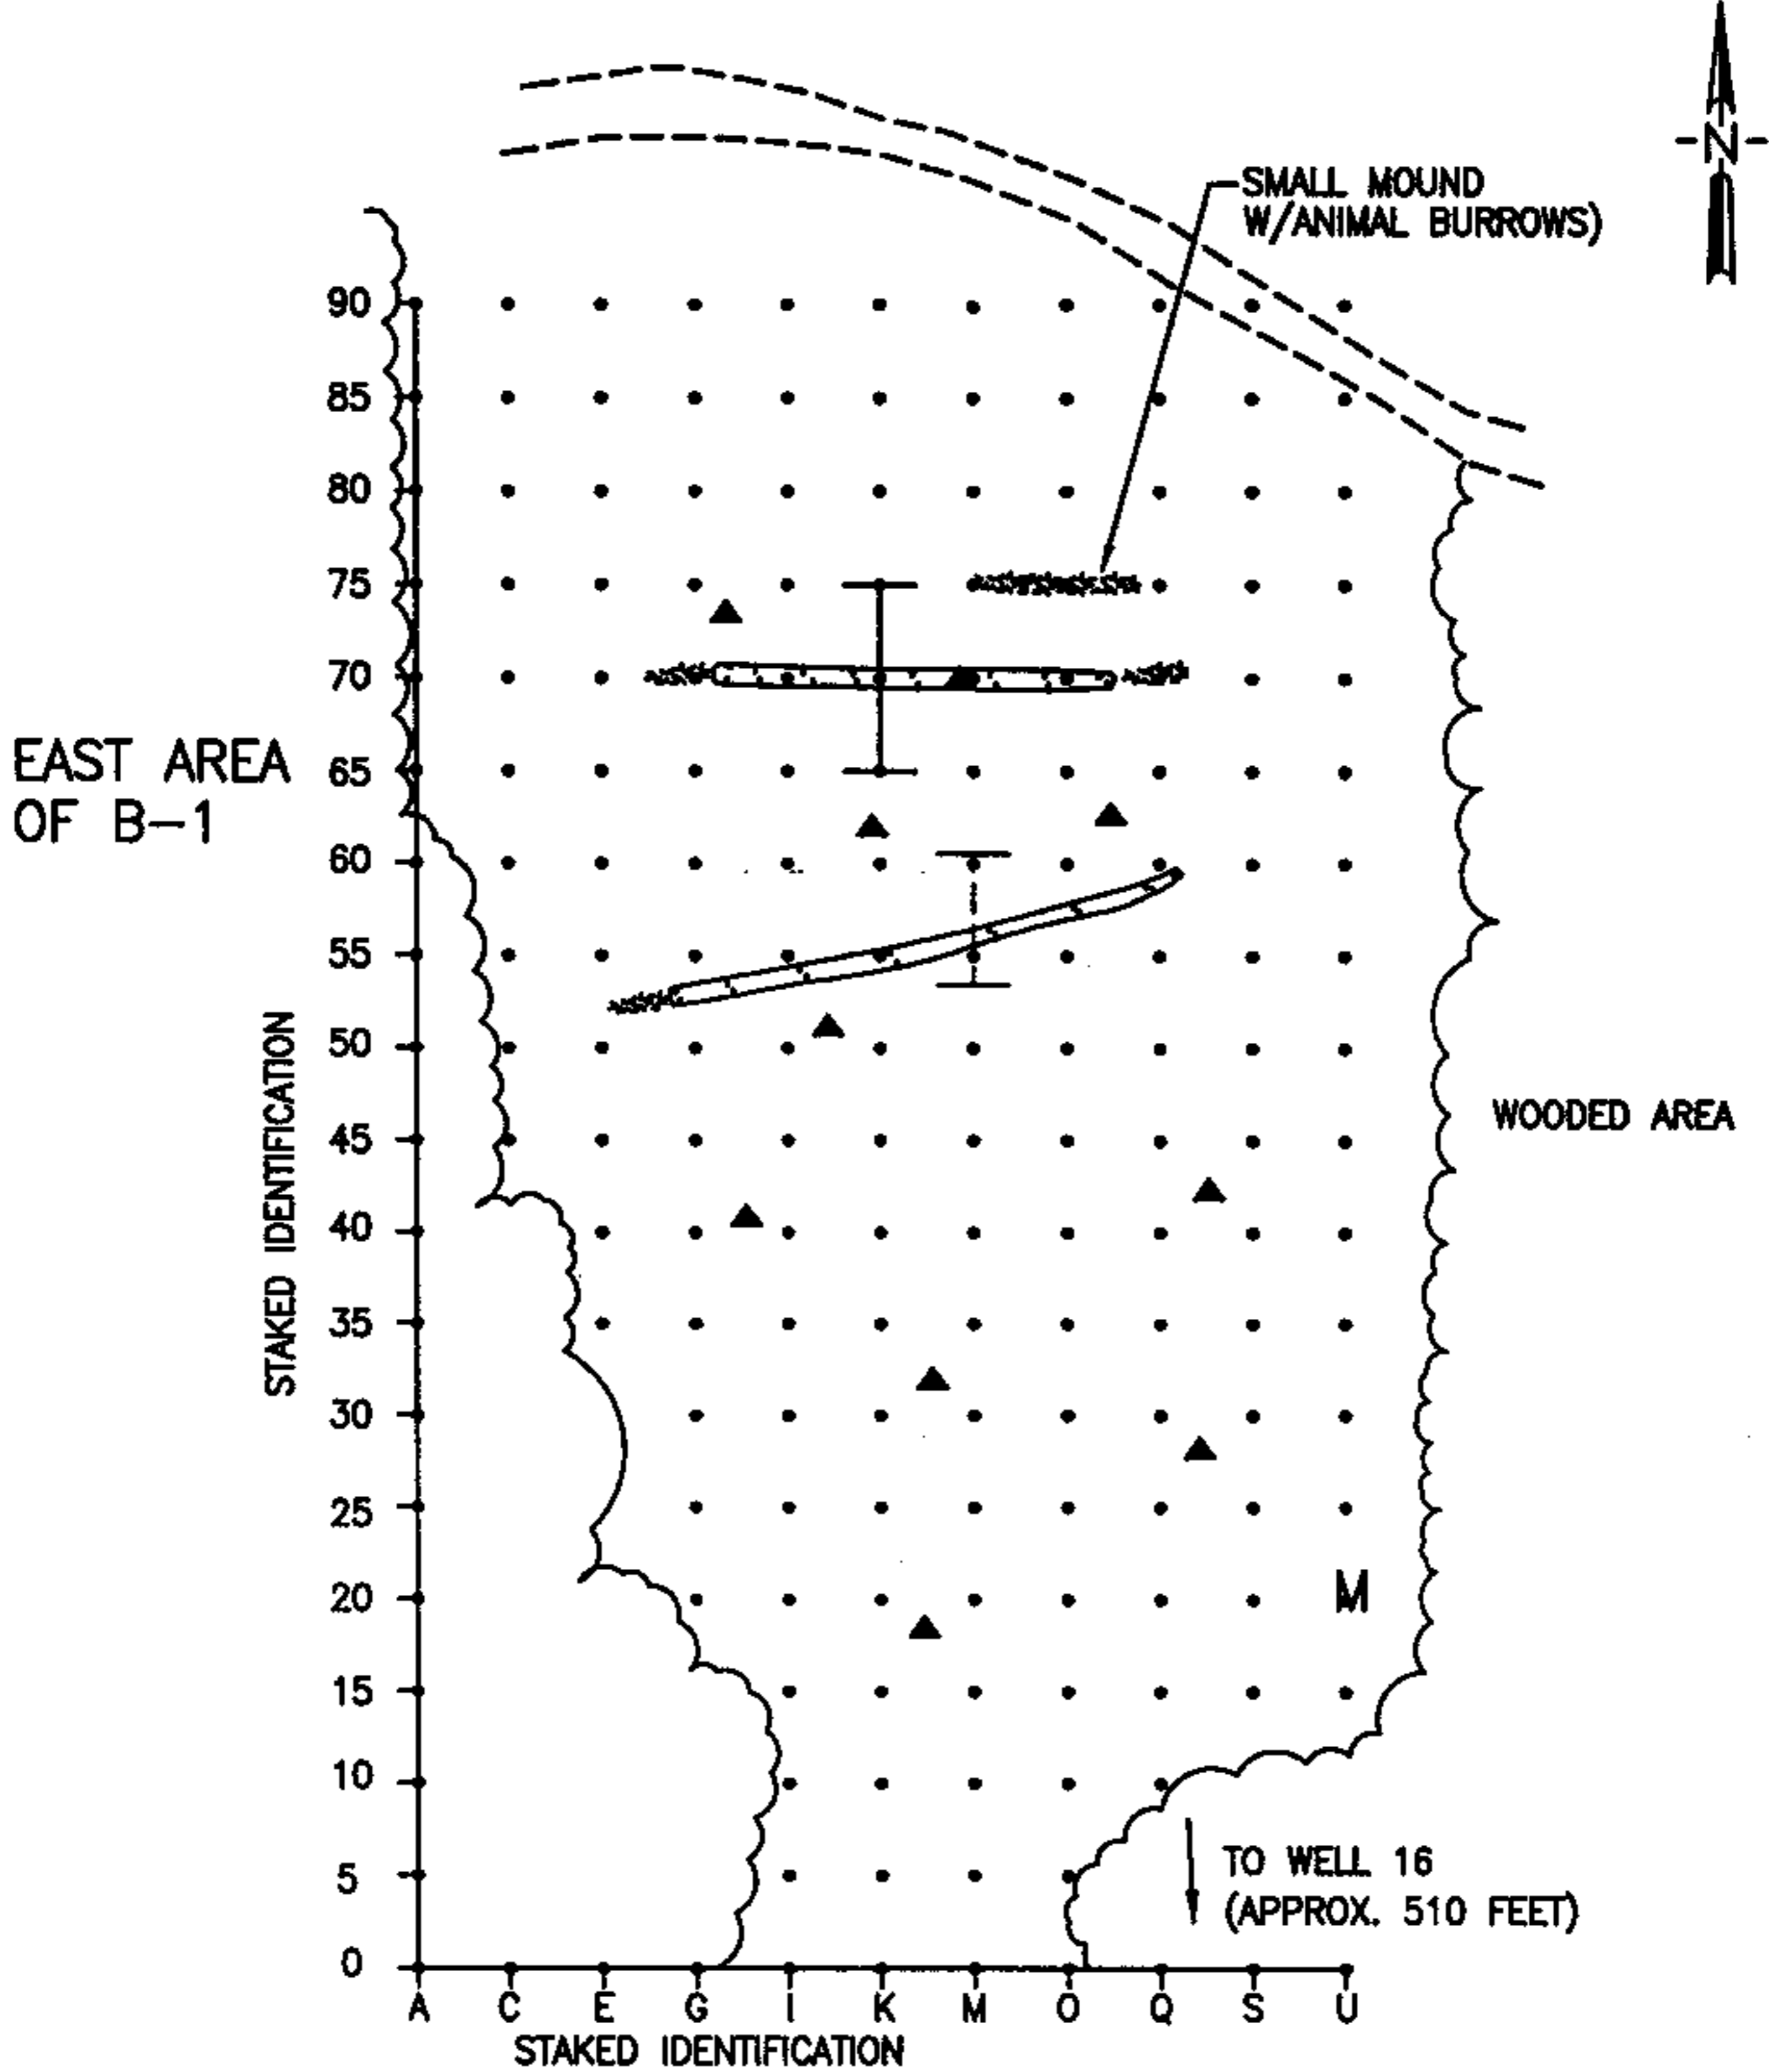 N
SMALL MOUND
W/ANIMAL BURROWS)
90
85
80
75
70
65
60
55
50
45
40
35
30
25
20
15
10
5
0
EAST AREA
OF B-1
STAKED IDENTIFICATION
WOODED AREA
M
TO WELL 16
(APPROX. 510 FEET)
A C E G I K M O Q S U
STAKED IDENTIFICATION